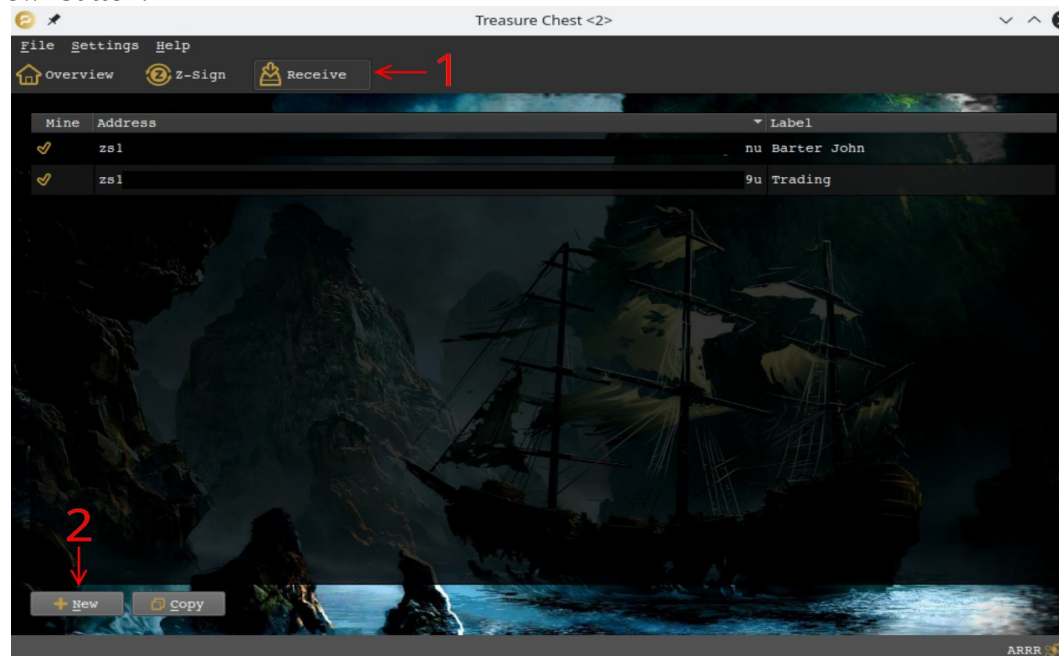 Treasure Chest <2>
File Settings Help
Overview Z-Sign Receive 1
Mine Address Label
zs1 nu Barter John
zs1 9u Trading
2
New Copy
ARRR